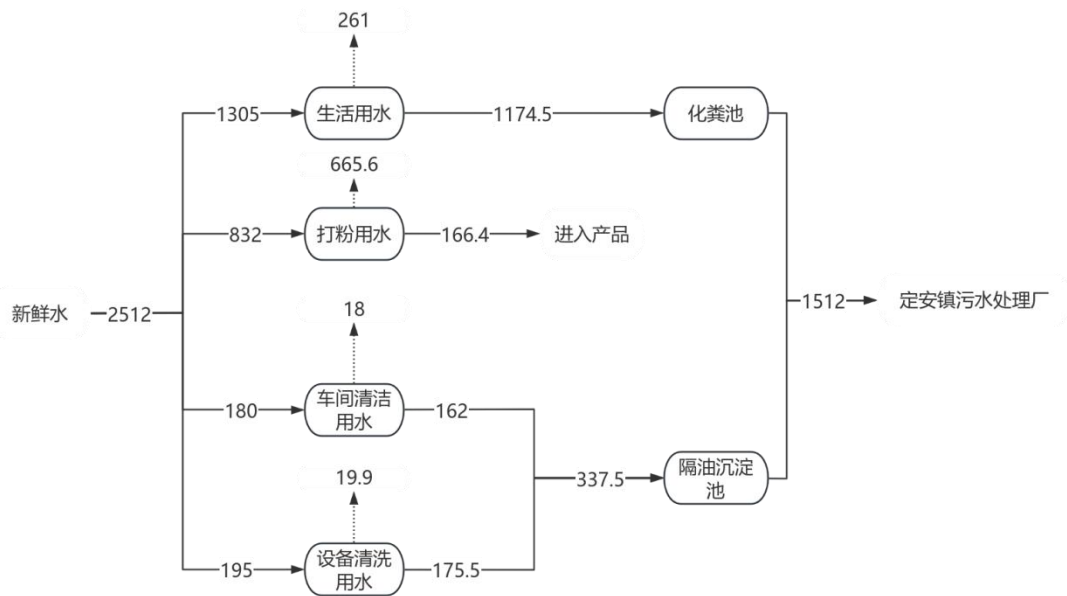 261
1305
生活用水
1174.5
化粪池
665.6
832
打粉用水
166.4
进入产品
新鲜水
2512
1512
定安镇污水处理厂
18
180
车间清洁
用水
162
337.5
隔油沉淀
池
19.9
195
设备清洗
用水
175.5